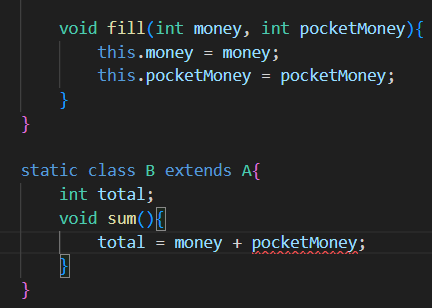 void fill(int money, int pocketMoney){
this.money = money;
this.pocketMoney = pocketMoney;
}
}
static class B extends A{
int total;
void sum(){
total = money + pocketMoney;
}
}